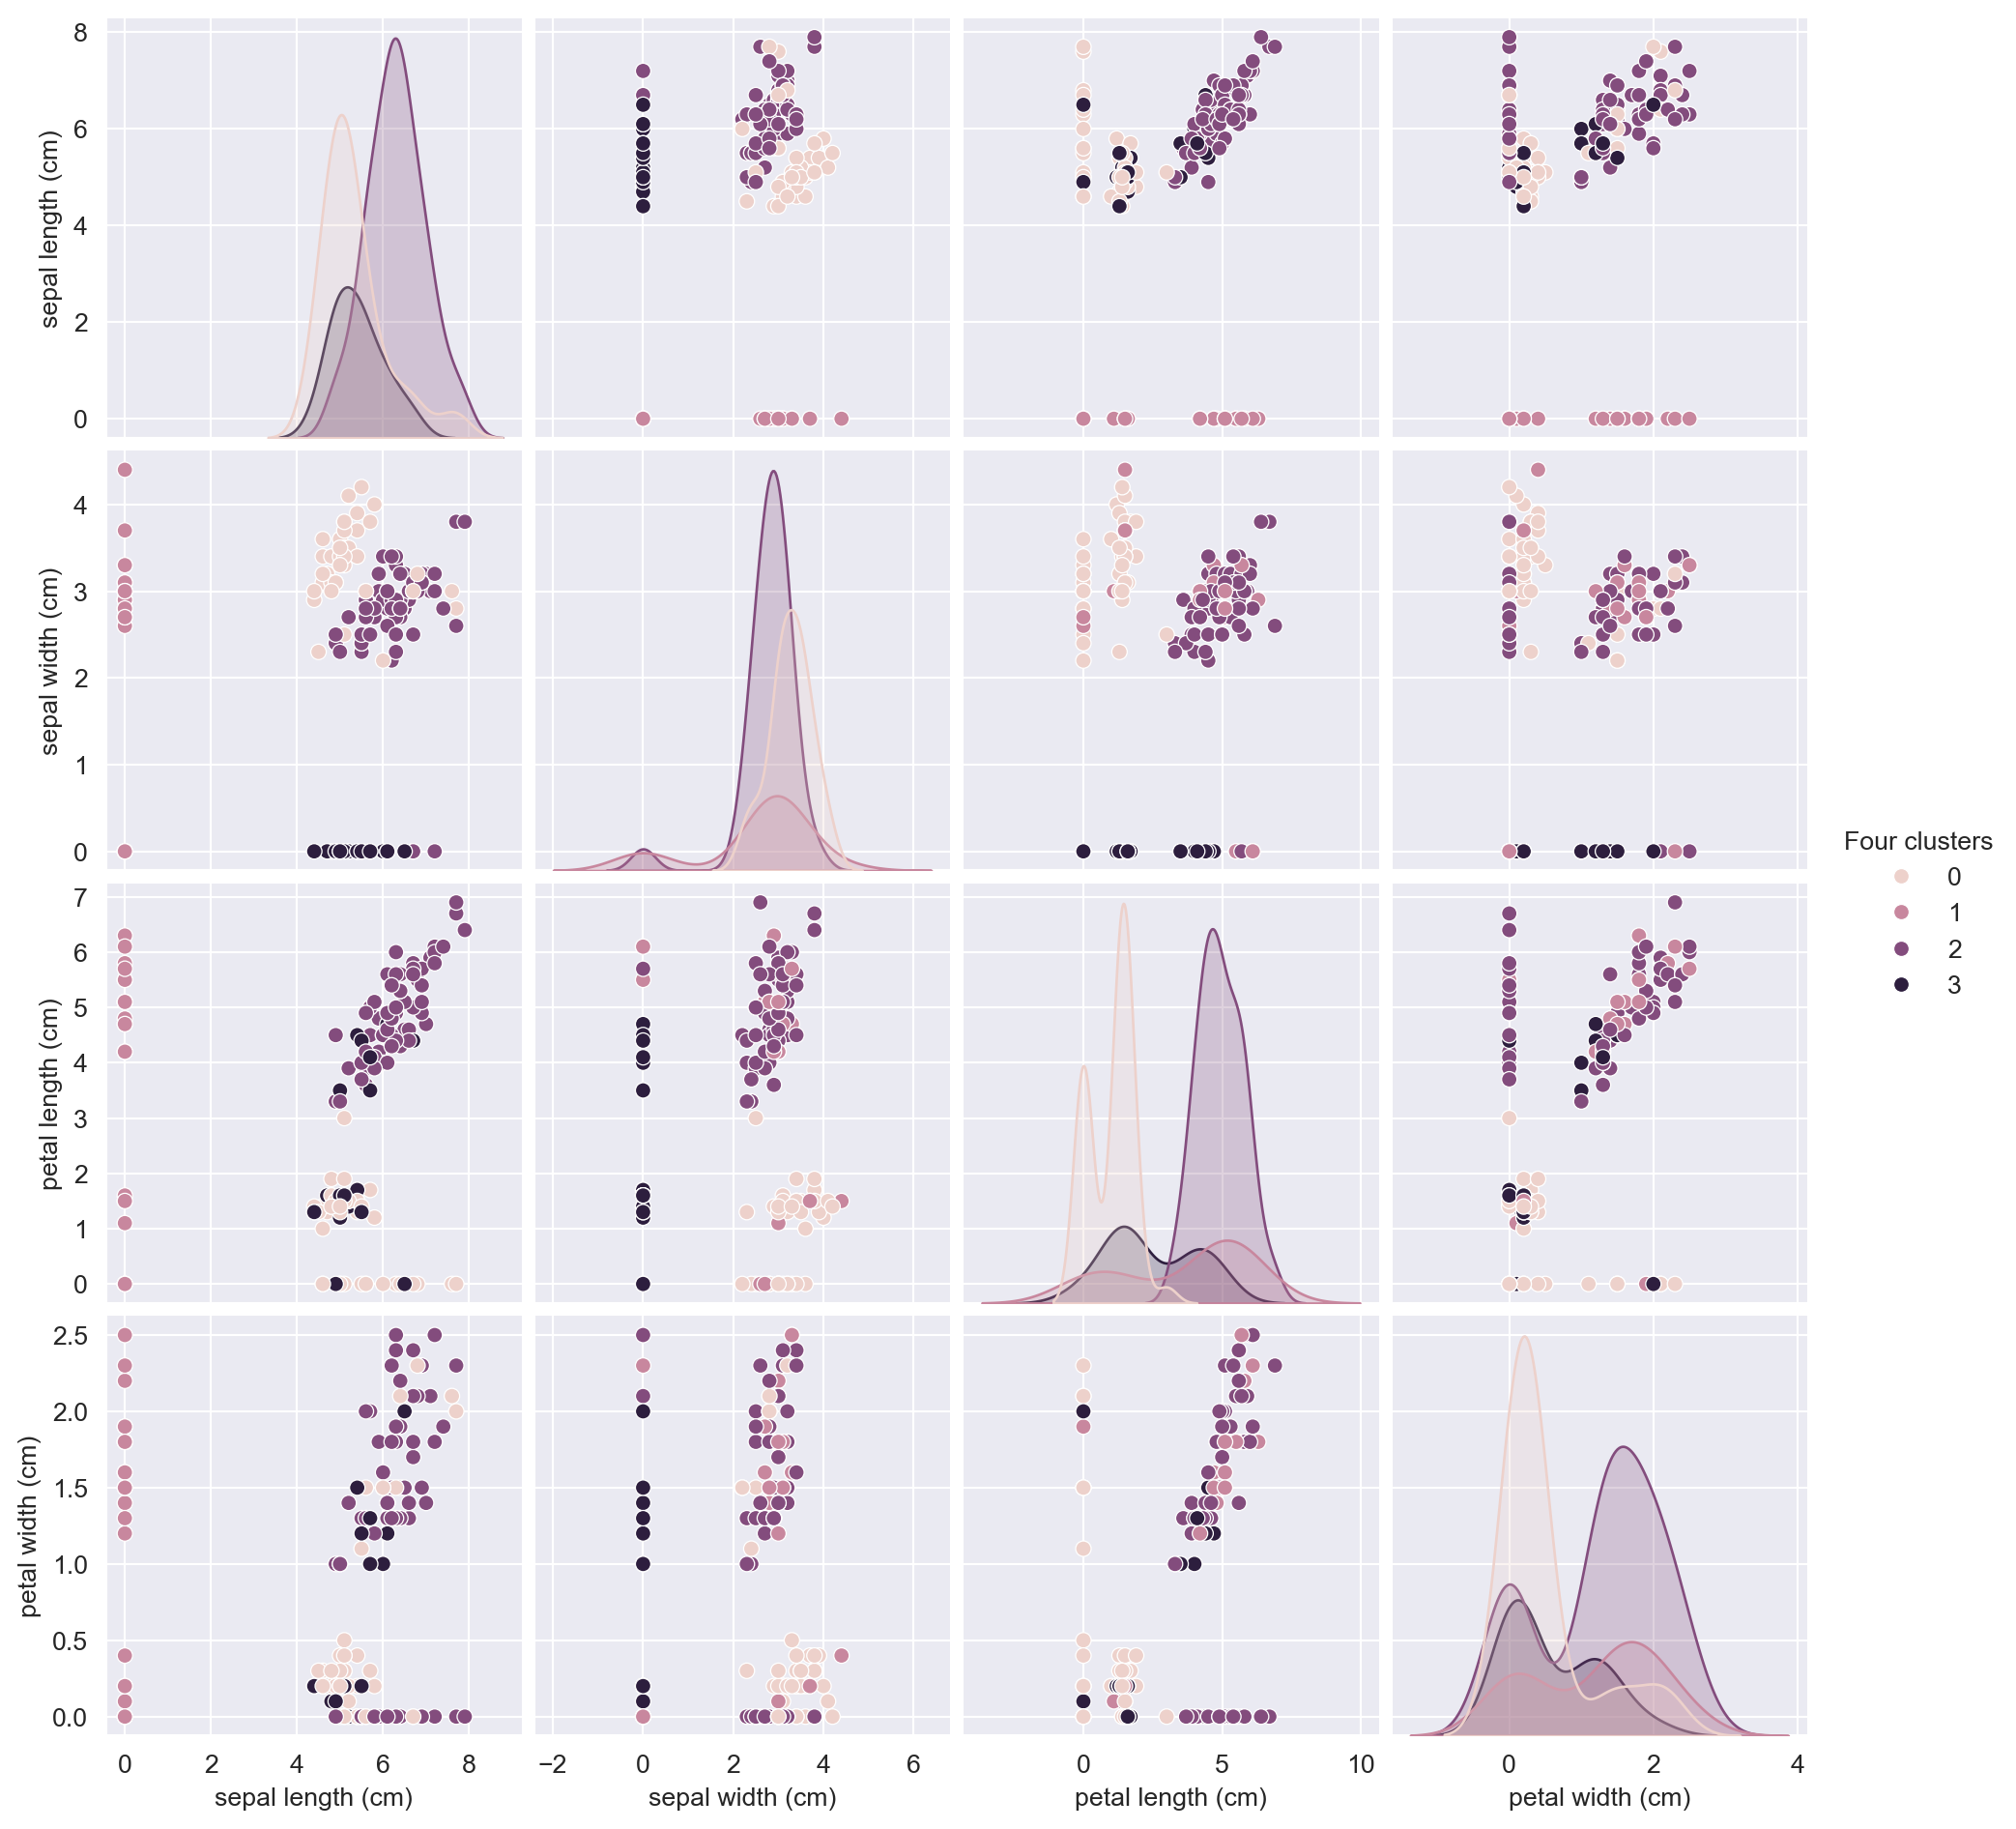 8
6
4
2
0
sepal length (cm)
4
3
2
1
0
sepal width (cm)
Four clusters
0
1
2
3
7
6
5
4
3
2
1
0
petal length (cm)
2.5
2.0
1.5
1.0
0.5
0.0
petal width (cm)
0 2 4 6 8
−2 0 2 4 6
0 5 10
0 2 4
sepal length (cm)
sepal width (cm)
petal length (cm)
petal width (cm)